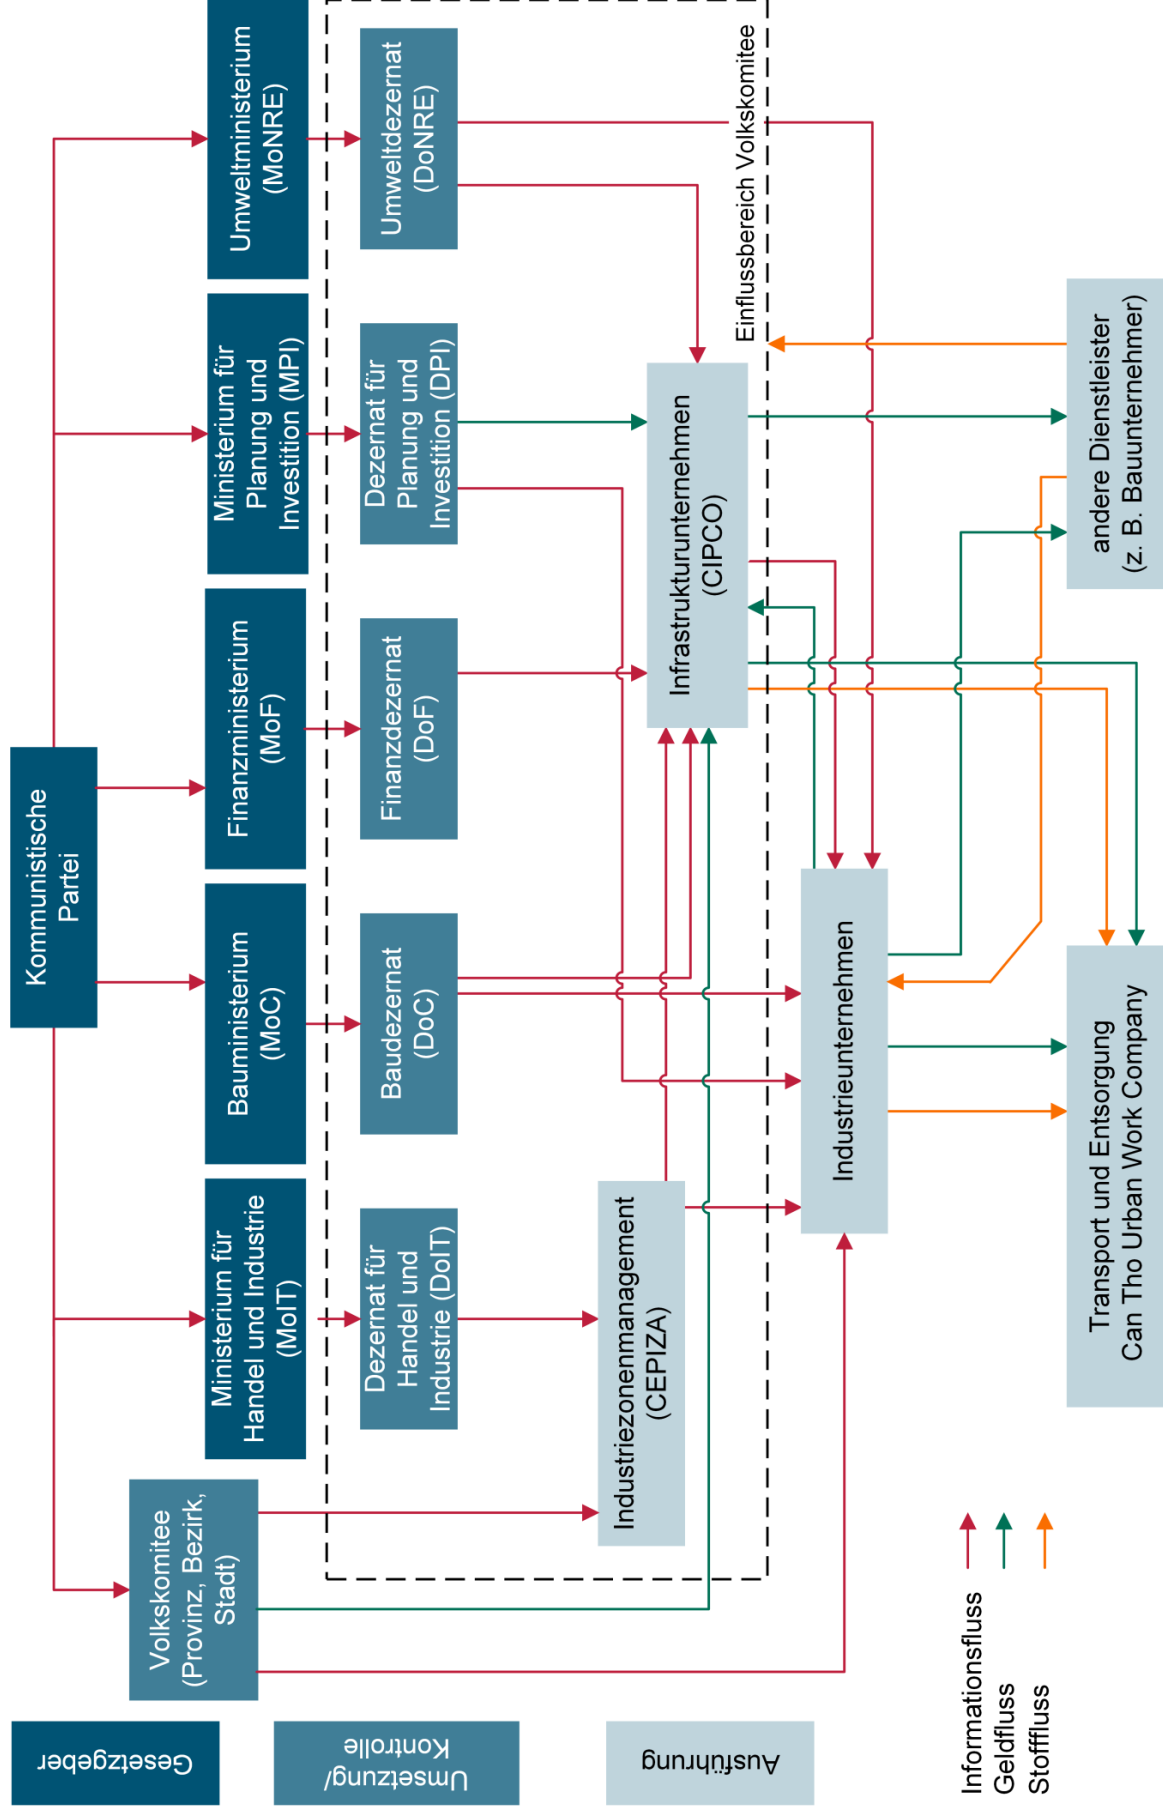 Kommunistische
Partei
Volkskomitee
(Provinz, Bezirk,
Stadt)
Ministerium für
Handel und Industrie
(MoIT)
Bauministerium
(MoC)
Finanzministerium
(MoF)
Ministerium für
Planung und
Investition (MPI)
Umweltministerium
(MoNRE)
Dezernat für
Handel und
Industrie (DoIT)
Baudezernat
(DoC)
Finanzdezernat
(DoF)
Dezernat für
Planung und
Investition (DPI)
Umweltdezernat
(DoNRE)
Industriezonenmanagement
(CEPIZA)
Infrastrukturunternehmen
(CIPCO)
Einflussbereich Volkskomitee
Industrieunternehmen
Transport und Entsorgung
Can Tho Urban Work Company
andere Dienstleister
(z. B. Bauunternehmer)
Gesetzgeber
Umsetzung/
Kontrolle
Ausführung
Informationsfluss
Geldfluss
Stofffluss